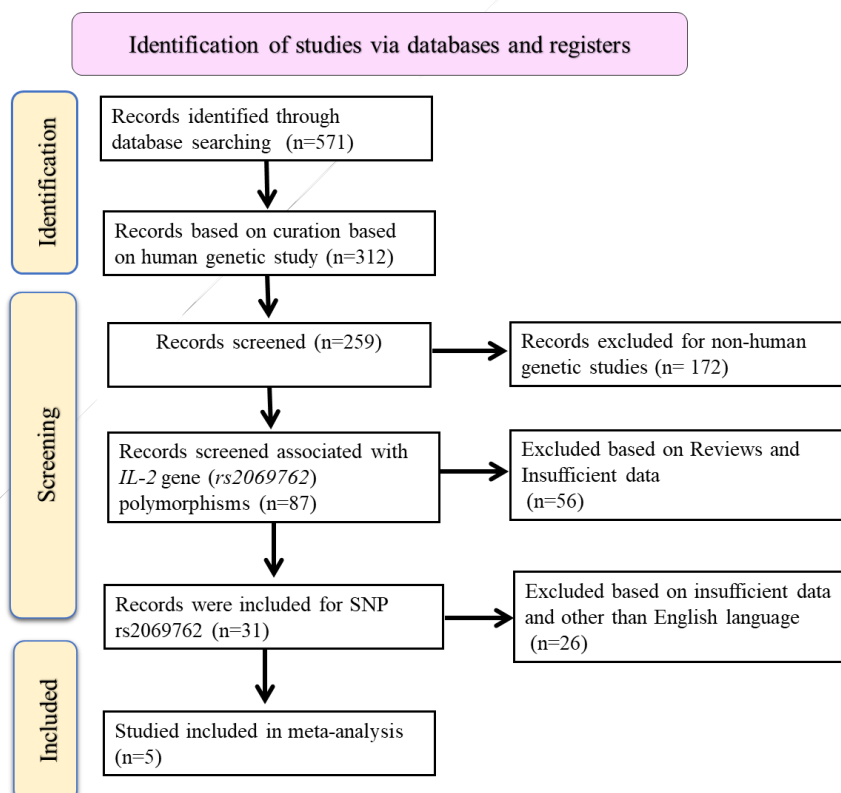 Identification of studies via databases and registers
Identification
Records identified through
database searching (n=571)
Records based on curation based
on human genetic study (n=312)
Screening
Records screened (n=259)
Records excluded for non-human
genetic studies (n= 172)
Records screened associated with
IL-2 gene (rs2069762)
polymorphisms (n=87)
Excluded based on Reviews and
Insufficient data
(n=56)
Records were included for SNP
rs2069762 (n=31)
Excluded based on insufficient data
and other than English language
(n=26)
Included
Studied included in meta-analysis
(n=5)